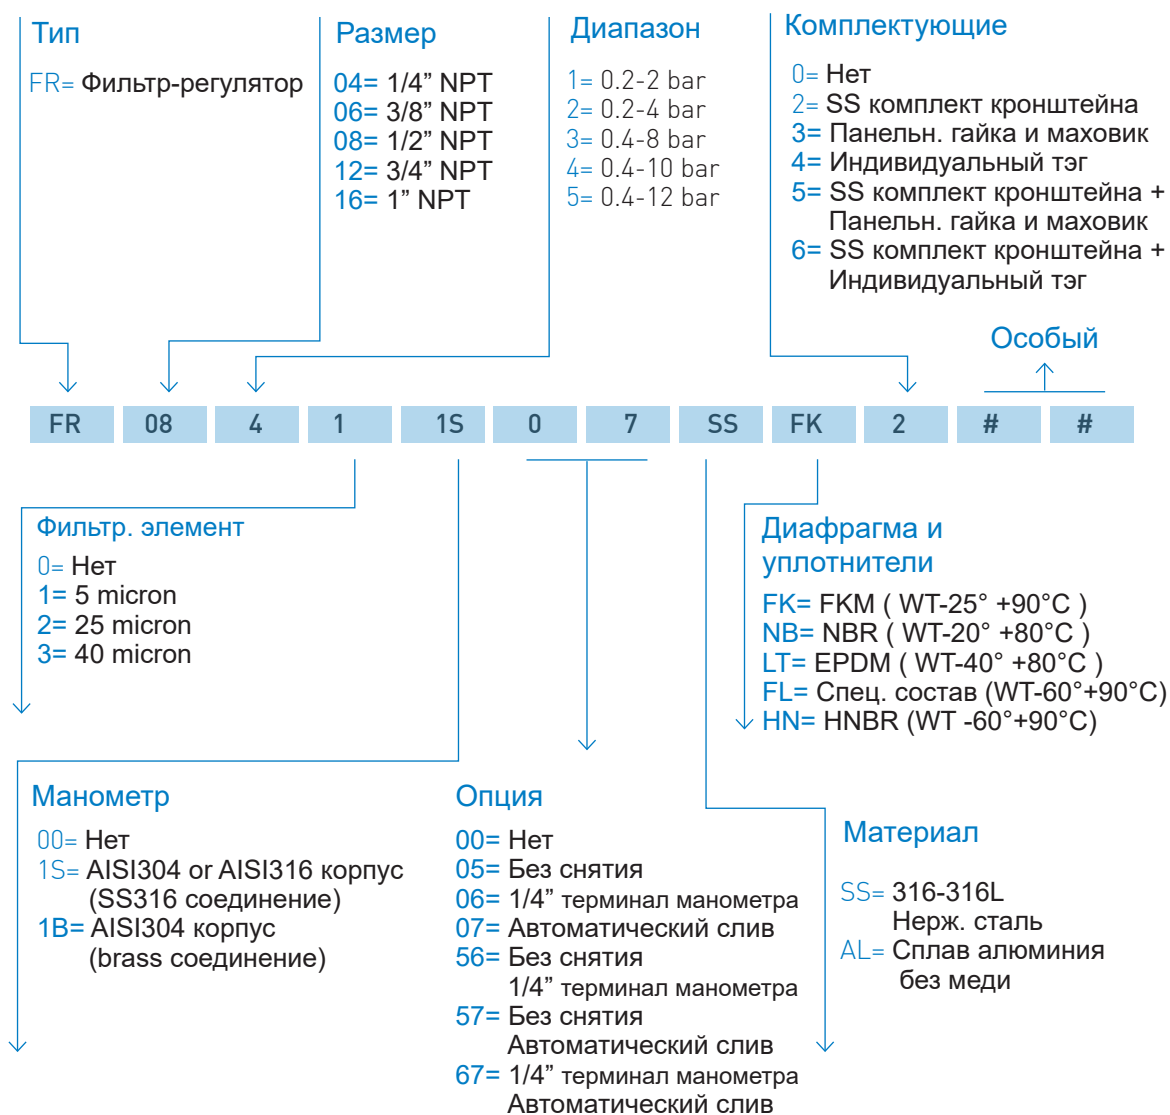 Тип
FR= Фильтр-регулятор
Размер
04= 1/4” NPT
06= 3/8” NPT
08= 1/2” NPT
12= 3/4” NPT
16= 1” NPT
Диапазон
1= 0.2-2 bar
2= 0.2-4 bar
3= 0.4-8 bar
4= 0.4-10 bar
5= 0.4-12 bar
Комплектующие
0= Нет
2= SS комплект кронштейна
3= Панельн. гайка и маховик
4= Индивидуальный тэг
5= SS комплект кронштейна +
Панельн. гайка и маховик
6= SS комплект кронштейна +
Индивидуальный тэг
Особый
FR 08 4 1 1S 0 7 SS FK 2 # #
Фильтр. элемент
0= Нет
1= 5 micron
2= 25 micron
3= 40 micron
Диафрагма и
уплотнители
FK= FKM ( WT-25° +90°C )
NB= NBR ( WT-20° +80°C )
LT= EPDM ( WT-40° +80°C )
FL= Спец. состав (WT-60°+90°C)
HN= HNBR (WT -60°+90°C)
Манометр
00= Нет
1S= AISI304 or AISI316 корпус
(SS316 соединение)
1B= AISI304 корпус
(brass соединение)
Опция
00= Нет
05= Без снятия
06= 1/4” терминал манометра
07= Автоматический слив
56= Без снятия
1/4” терминал манометра
57= Без снятия
Автоматический слив
67= 1/4” терминал манометра
Автоматический слив
Материал
SS= 316-316L
Нерж. сталь
AL= Сплав алюминия
без меди